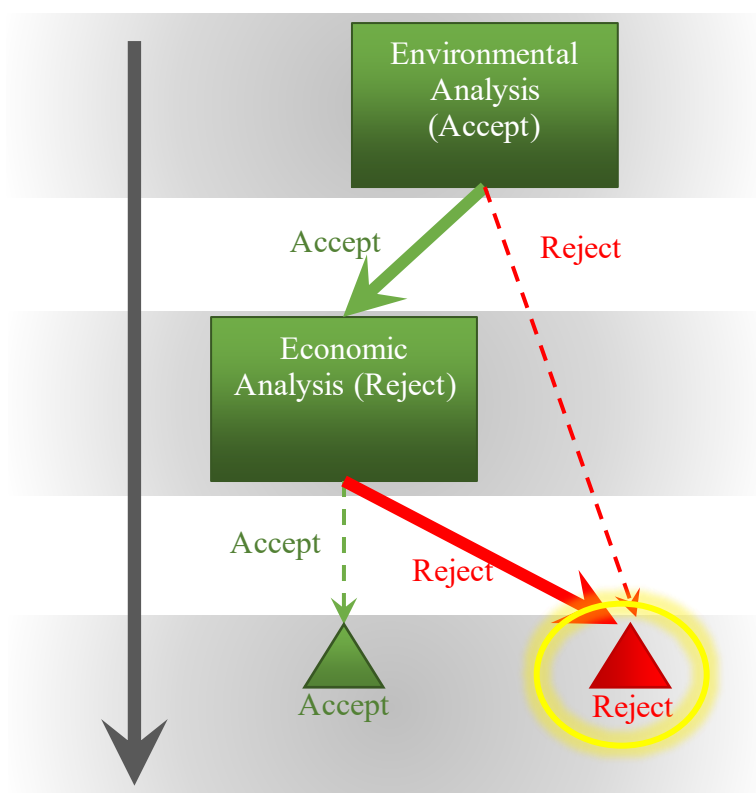 Environmental
Analysis
(Accept)
Accept
Reject
Economic
Analysis (Reject)
Accept
Reject
Accept
Reject